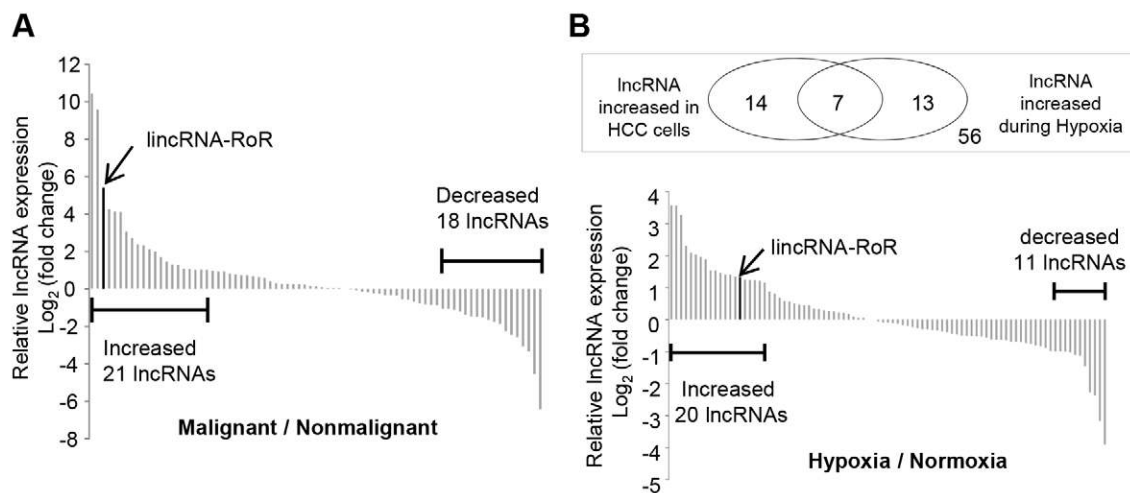 A
12
10
8
6
4
2
0
-2
-4
-6
-8
Relative lncRNA expression
Log₂ (fold change)
lincRNA-RoR
Decreased
18 lncRNAs
Increased
21 lncRNAs
Malignant / Nonmalignant
B
lncRNA
increased in
HCC cells
14
7
13
56
lncRNA
increased
during Hypoxia
4
3
2
1
0
-1
-2
-3
-4
-5
Relative lncRNA expression
Log₂ (fold change)
lincRNA-RoR
decreased
11 lncRNAs
Increased
20 lncRNAs
Hypoxia / Normoxia